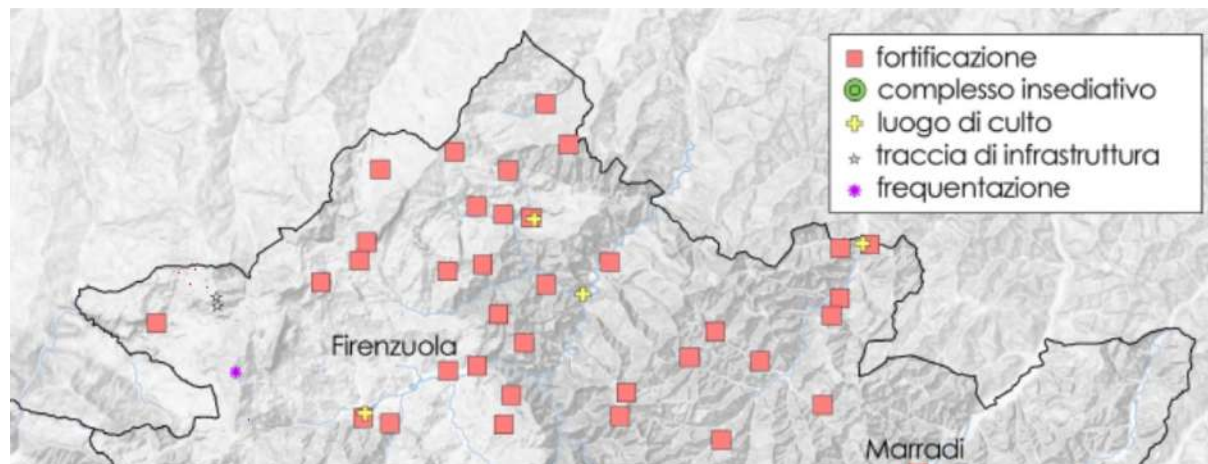 fortificazione
complesso insediativo
luogo di culto
traccia di infrastruttura
frequentazione
Firenzuola
Marradi